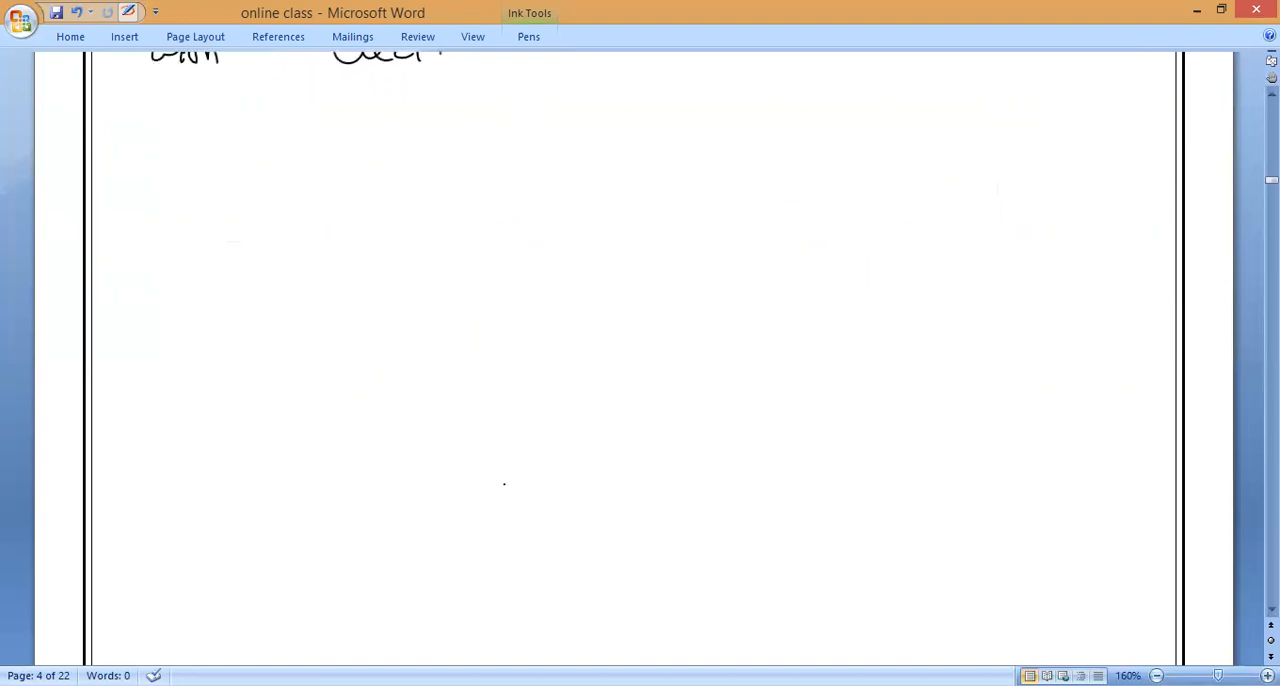 online class - Microsoft Word
Ink Tools
Home Insert Page Layout References Mailings Review View Pens
Page: 4 of 22 Words: 0 160%